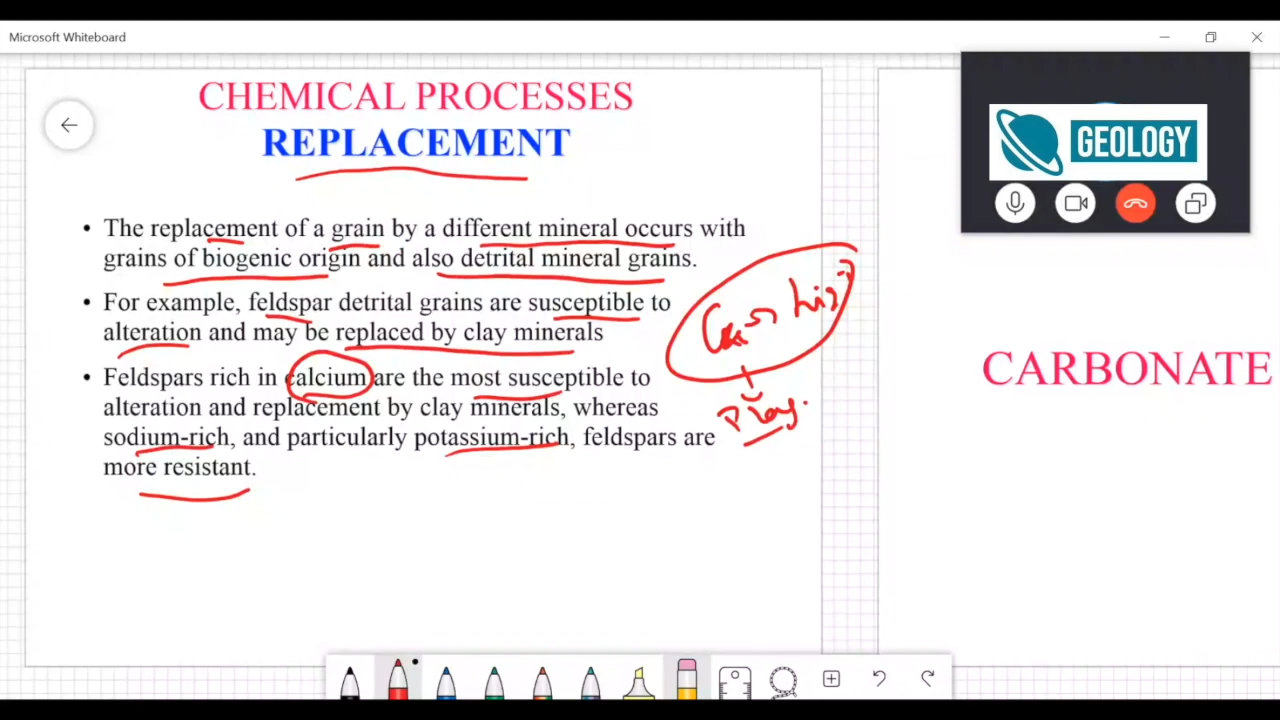 Microsoft Whiteboard
CHEMICAL PROCESSES
REPLACEMENT
GEOLOGY
• The replacement of a grain by a different mineral occurs with
grains of biogenic origin and also detrital mineral grains.
• For example, feldspar detrital grains are susceptible to
alteration and may be replaced by clay minerals
• Feldspars rich in calcium are the most susceptible to
alteration and replacement by clay minerals, whereas
sodium-rich, and particularly potassium-rich, feldspars are
more resistant.
Plag.
CARBONATE